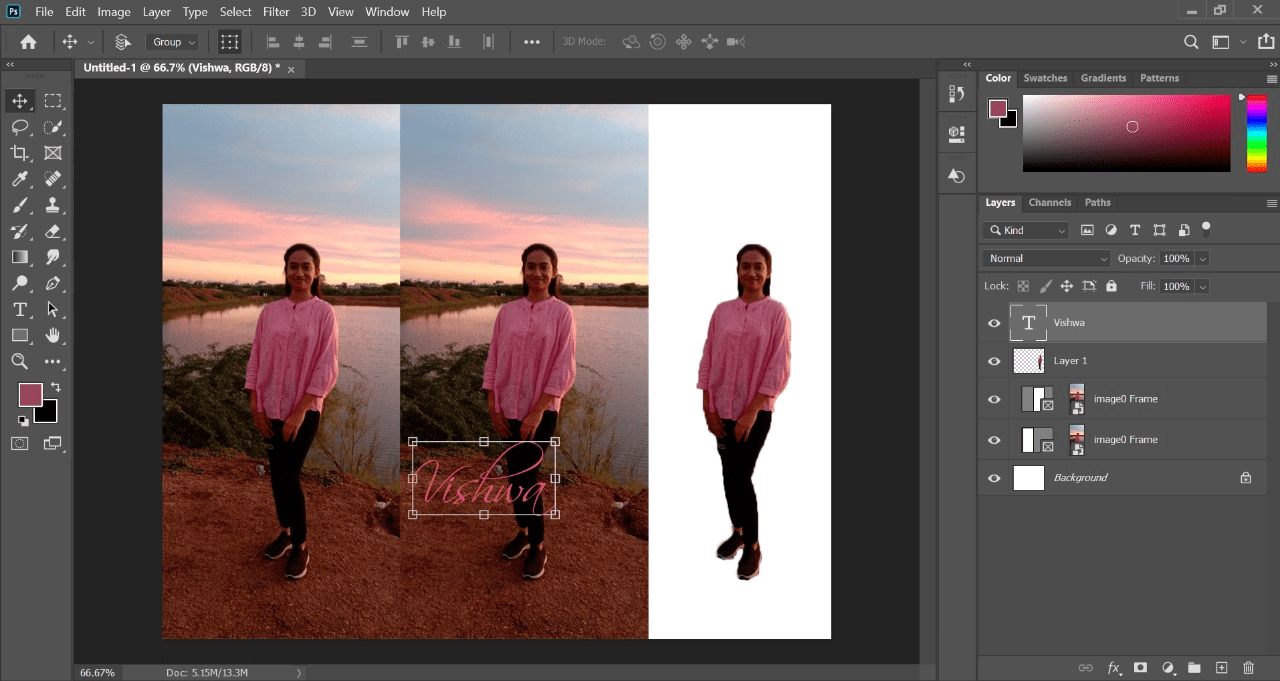 Ps File Edit Image Layer Type Select Filter 3D View Window Help
Group 3D Mode:
Untitled-1 @ 66.7% (Vishwa, RGB/8) *
Vishwa
66.67% Doc: 5.15M/13.3M
Color Swatches Gradients Patterns
Layers Channels Paths
Kind
Normal Opacity: 100%
Lock: Fill: 100%
Vishwa
Layer 1
image0 Frame
image0 Frame
Background
fx